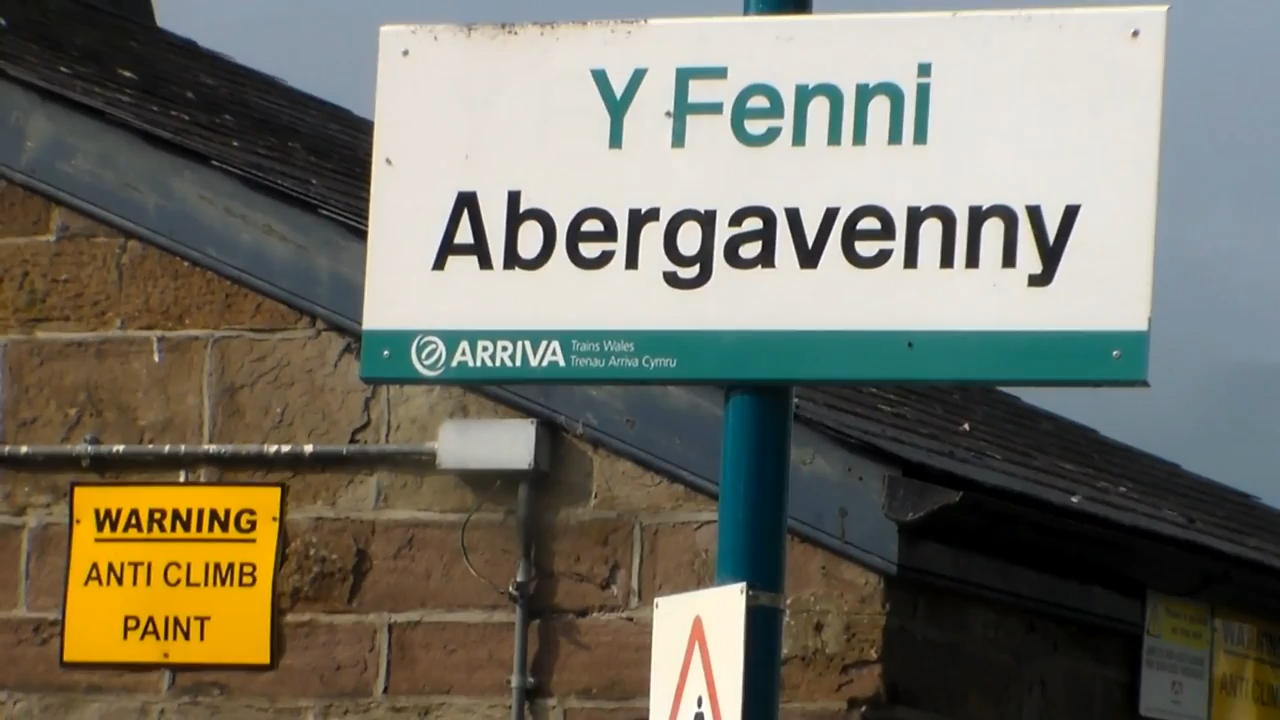 Y Fenni
Abergavenny
ARRIVA Trains Wales
Trenau Arriva Cymru
WARNING
ANTI CLIMB
PAINT